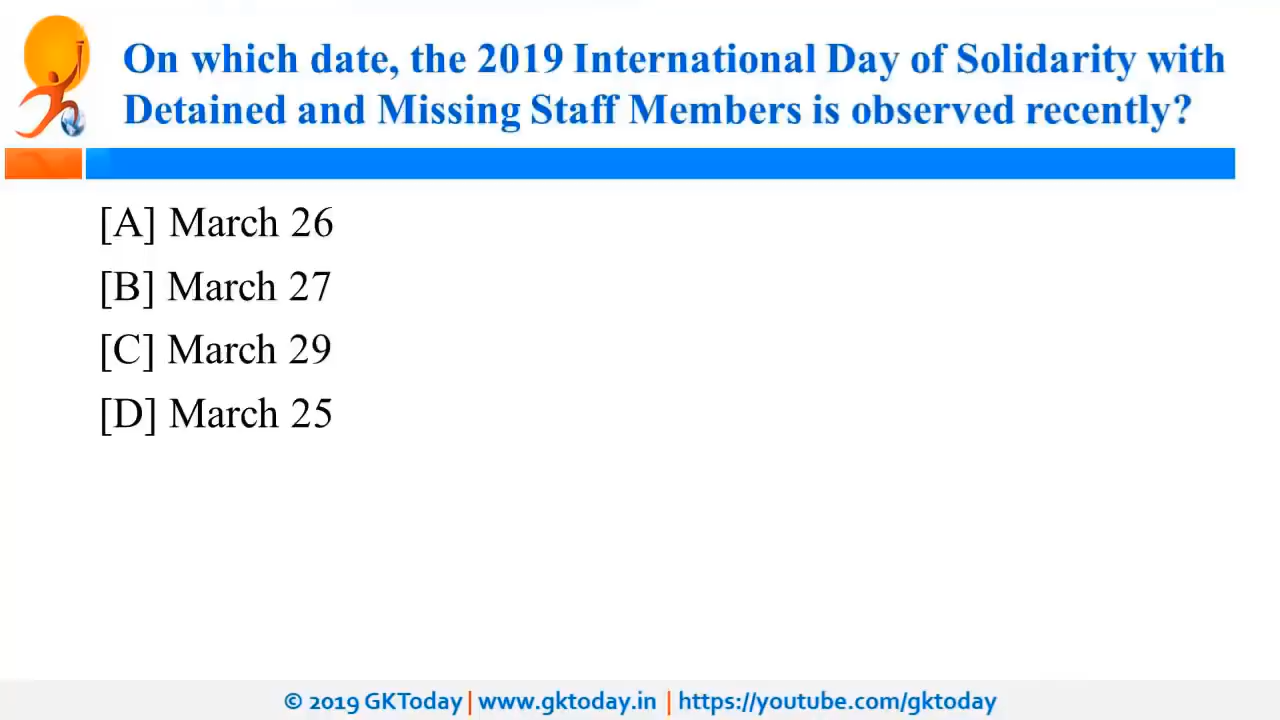 On which date, the 2019 International Day of Solidarity with
Detained and Missing Staff Members is observed recently?
[A] March 26
[B] March 27
[C] March 29
[D] March 25
© 2019 GKToday | www.gktoday.in | https://youtube.com/gktoday